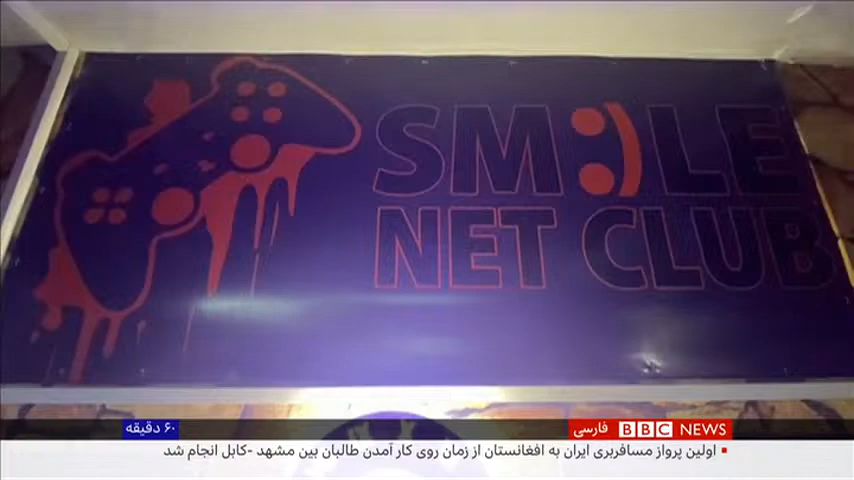 SM:)LE
NET CLUB
۶۰ دقیقه
BBC NEWS فارسی
اولین پرواز مسافربری ایران به افغانستان از زمان روی کار آمدن طالبان بین مشهد -کابل انجام شد